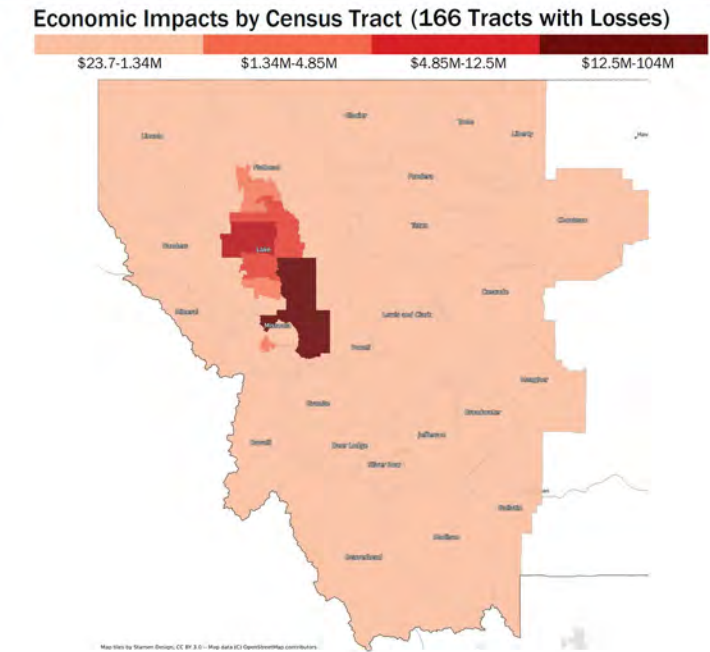 Economic Impacts by Census Tract (166 Tracts with Losses)
$23.7-1.34M $1.34M-4.85M $4.85M-12.5M $12.5M-104M
Glacier
Toole
Liberty
Lincoln
Flathead
Pondera
Chouteau
Teton
Sanders
Lake
Cascade
Mineral
Lewis and Clark
Missoula
Powell
Meagher
Granite
Broadwater
Ravalli
Deer Lodge
Jefferson
Silver Bow
Gallatin
Madison
Beaverhead
Map tiles by Stamen Design, CC BY 3.0 -- Map data (C) OpenStreetMap contributors